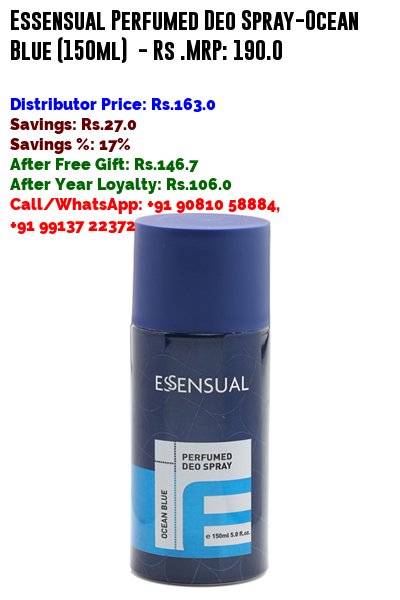 Essensual Perfumed Deo Spray-Ocean
Blue (150ml) - Rs .MRP: 190.0
Distributor Price: Rs.163.0
Savings: Rs.27.0
Savings %: 17%
After Free Gift: Rs.146.7
After Year Loyalty: Rs.106.0
Call/WhatsApp: +91 90810 58884,
+91 99137 22372
ESSENSUAL
PERFUMED
DEO SPRAY
OCEAN BLUE
e 150ml 5.0 fl.oz.